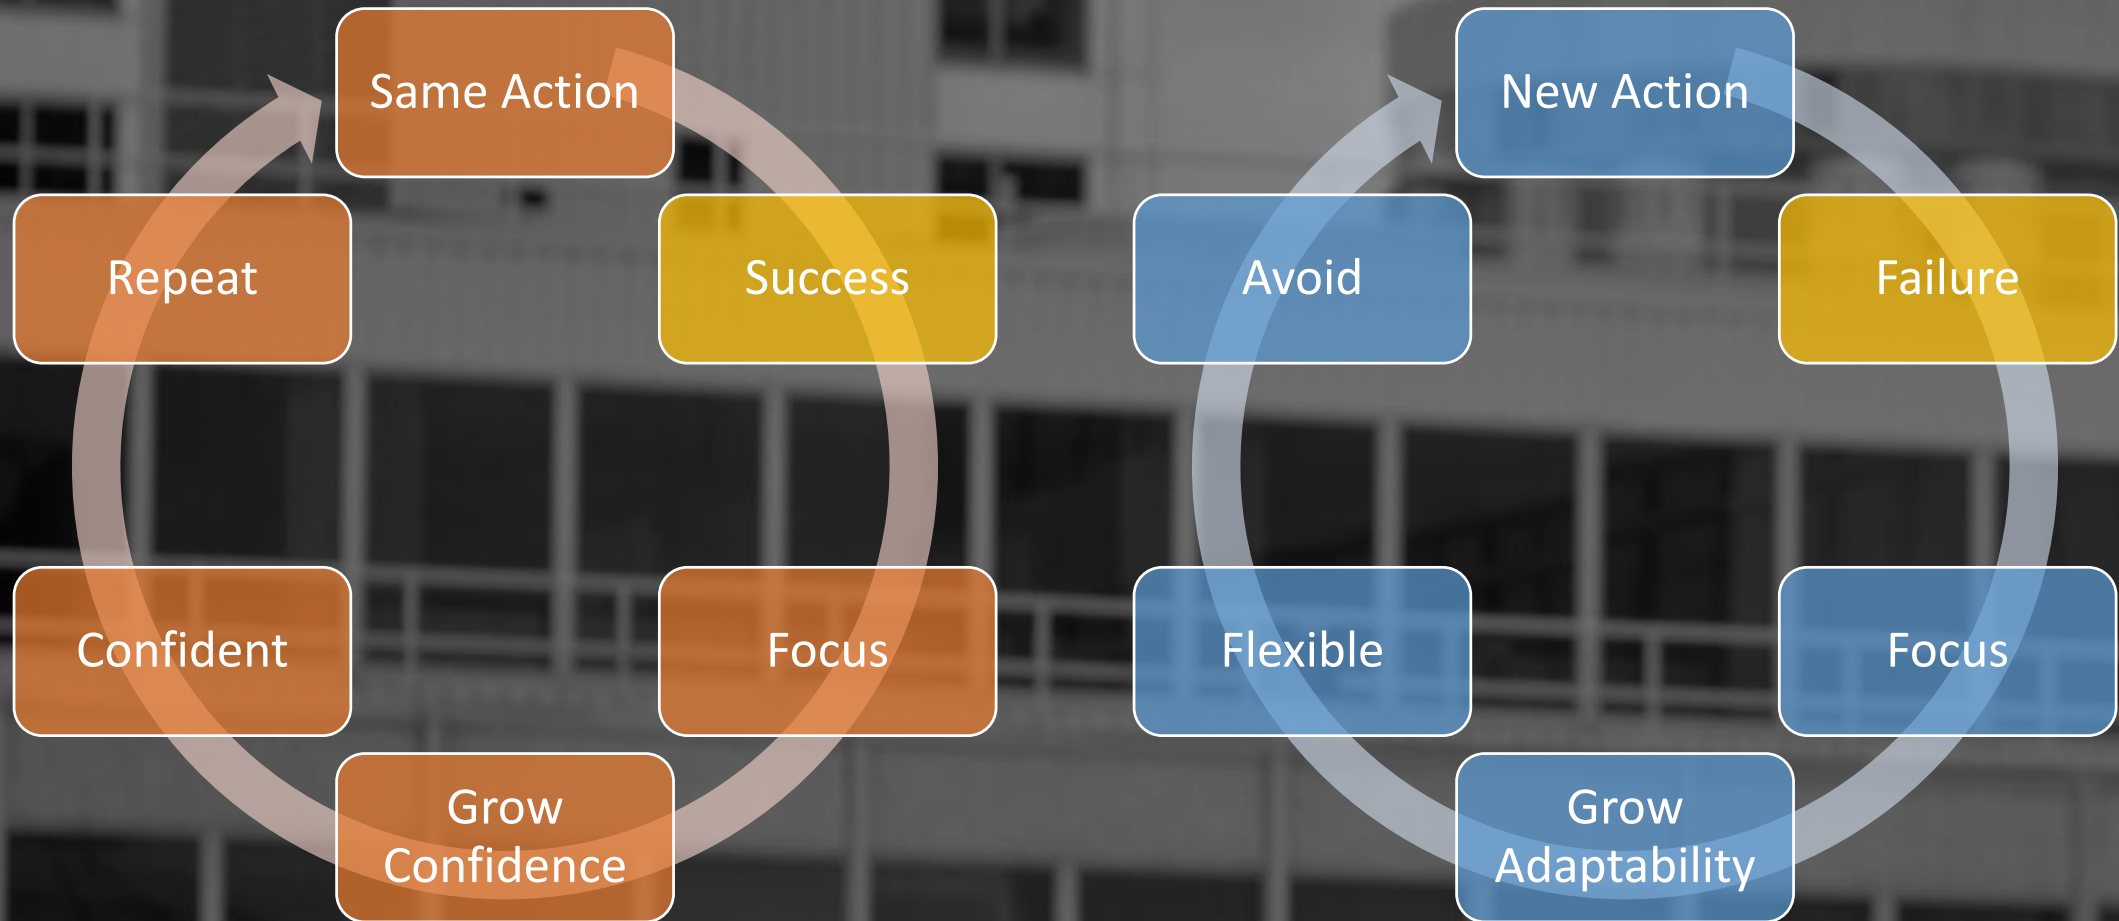 Same Action
Success
Focus
Grow
Confidence
Confident
Repeat
New Action
Failure
Focus
Grow
Adaptability
Flexible
Avoid